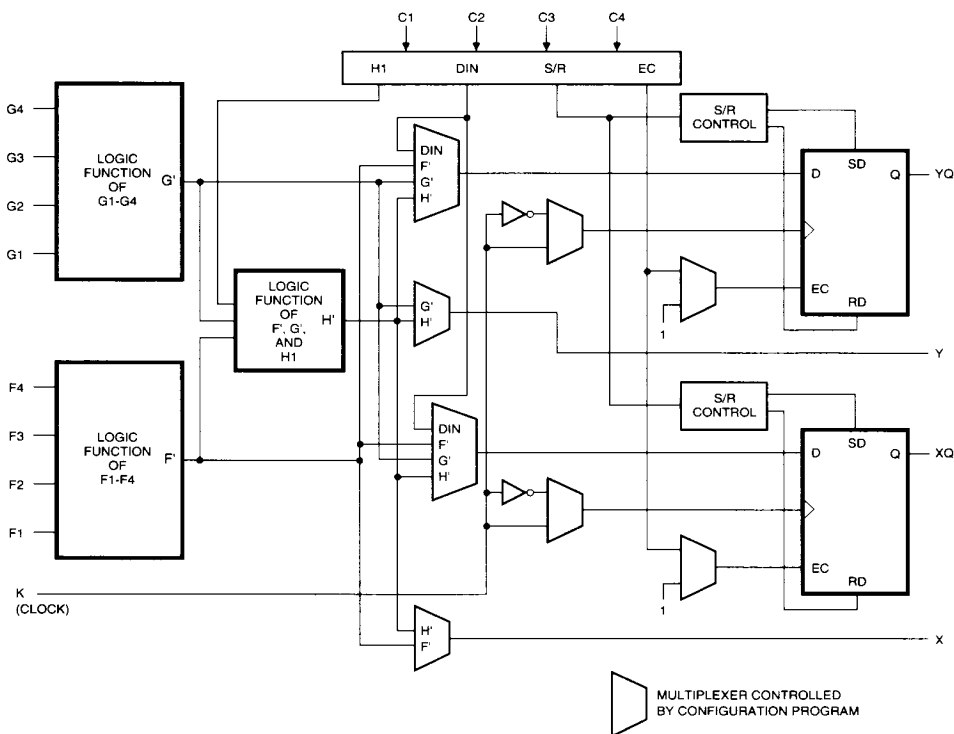 C1 C2 C3 C4
H1 DIN S/R EC
G4
G3
G2
G1
LOGIC
FUNCTION
OF
G1-G4
G'
DIN
F'
G'
H'
S/R
CONTROL
SD
D
Q
YQ
EC
RD
1
LOGIC
FUNCTION
OF
F', G',
AND
H1
H'
G'
H'
Y
F4
F3
F2
F1
LOGIC
FUNCTION
OF
F1-F4
F'
DIN
F'
G'
H'
S/R
CONTROL
SD
D
Q
XQ
EC
RD
1
K
(CLOCK)
H'
F'
X
MULTIPLEXER CONTROLLED
BY CONFIGURATION PROGRAM